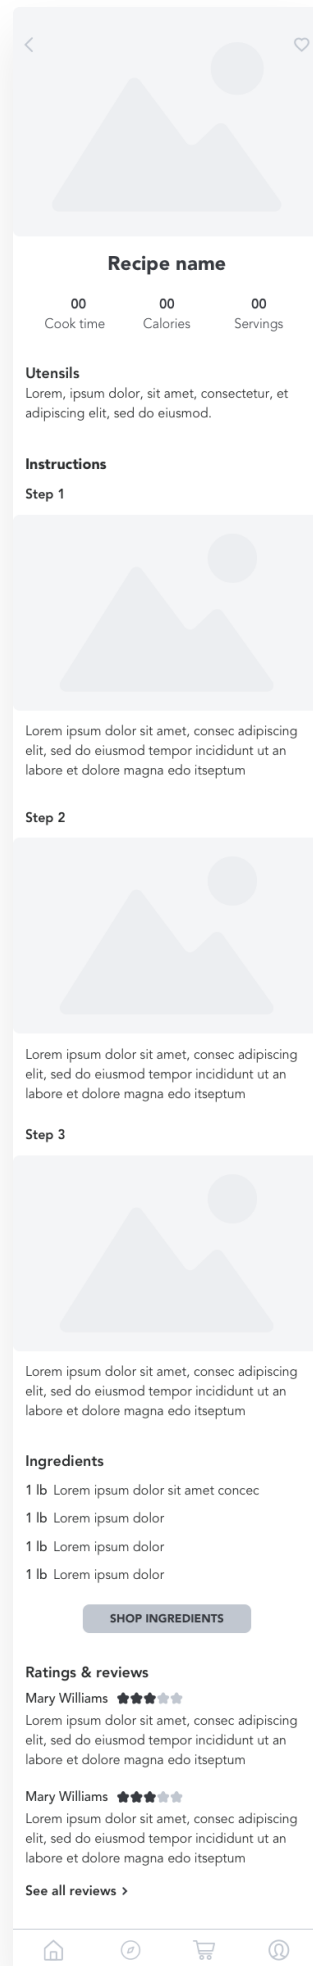 Recipe name
00 00 00
Cook time Calories Servings
Utensils
Lorem, ipsum dolor, sit amet, consectetur, et
adipiscing elit, sed do eiusmod.
Instructions
Step 1
Lorem ipsum dolor sit amet, consec adipiscing
elit, sed do eiusmod tempor incididunt ut an
labore et dolore magna edo itseptum
Step 2
Lorem ipsum dolor sit amet, consec adipiscing
elit, sed do eiusmod tempor incididunt ut an
labore et dolore magna edo itseptum
Step 3
Lorem ipsum dolor sit amet, consec adipiscing
elit, sed do eiusmod tempor incididunt ut an
labore et dolore magna edo itseptum
Ingredients
1 lb Lorem ipsum dolor sit amet concec
1 lb Lorem ipsum dolor
1 lb Lorem ipsum dolor
1 lb Lorem ipsum dolor
SHOP INGREDIENTS
Ratings & reviews
Mary Williams
Lorem ipsum dolor sit amet, consec adipiscing
elit, sed do eiusmod tempor incididunt ut an
labore et dolore magna edo itseptum
Mary Williams
Lorem ipsum dolor sit amet, consec adipiscing
elit, sed do eiusmod tempor incididunt ut an
labore et dolore magna edo itseptum
See all reviews >